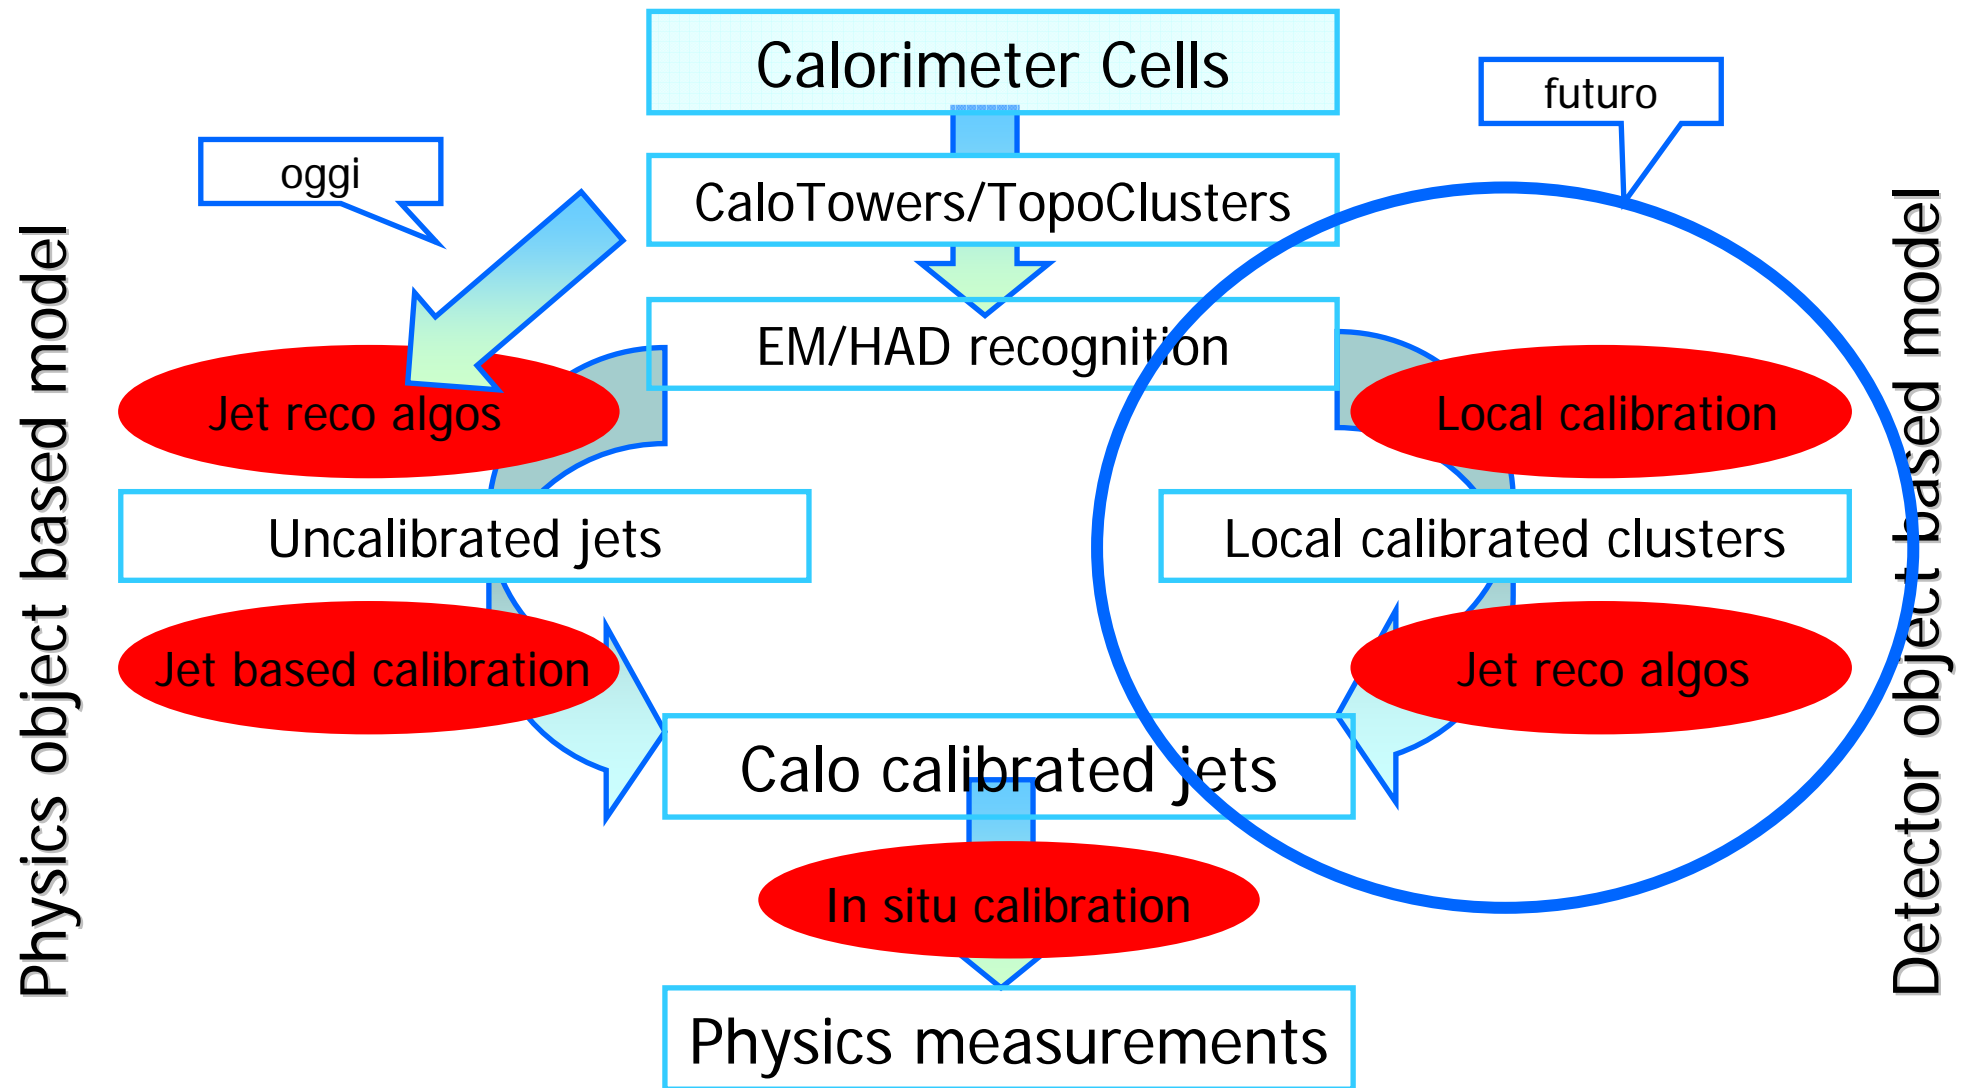 Calorimeter Cells
futuro
oggi
CaloTowers/TopoClusters
EM/HAD recognition
Jet reco algos
Local calibration
Uncalibrated jets
Local calibrated clusters
Jet based calibration
Jet reco algos
Calo calibrated jets
In situ calibration
Physics measurements
Physics object based model
Detector object based model